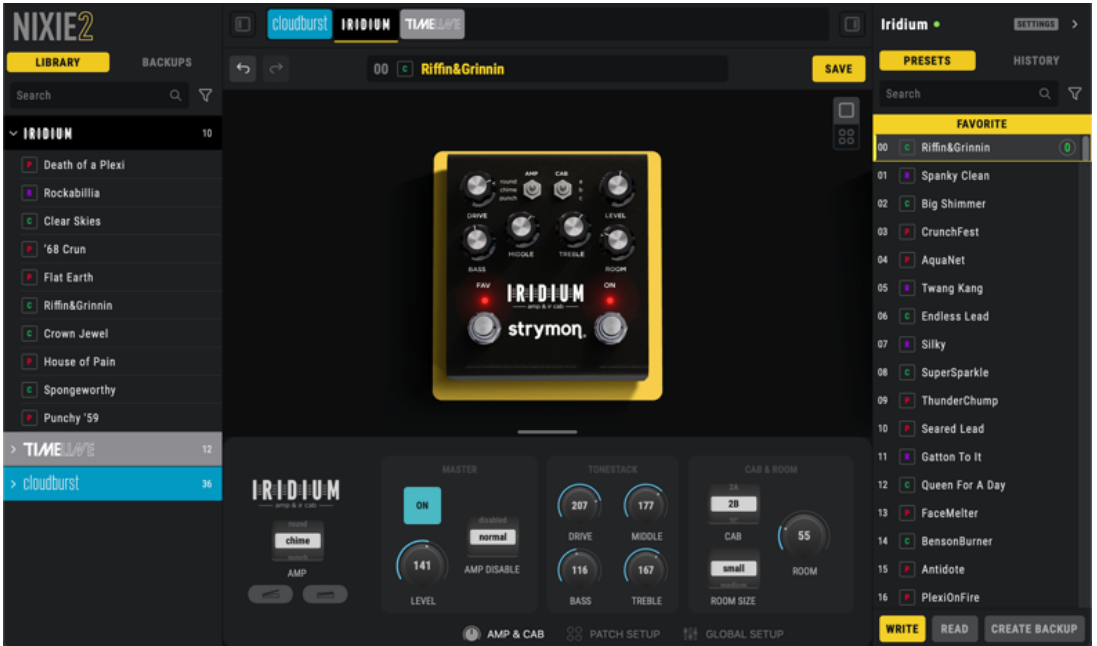 NIXIE2
LIBRARY
BACKUPS
Search
IRIDIUM 10
P Death of a Plexi
R Rockabillia
C Clear Skies
P '68 Crun
P Flat Earth
C Riffin&Grinnin
C Crown Jewel
P House of Pain
C Spongeworthy
P Punchy '59
TIMELINE 12
cloudburst 36
cloudburst IRIDIUM TIMELINE
00 C Riffin&Grinnin
SAVE
AMP CAB
round a
chime b
punch c
DRIVE LEVEL
MIDDLE TREBLE
BASS ROOM
FAV ON
IRIDIUM
amp & ir cab
strymon.
IRIDIUM
amp & ir cab
round
chime
punch
AMP
MASTER
ON
disabled
normal
141
AMP DISABLE
LEVEL
TONESTACK
207 177
DRIVE MIDDLE
116 167
BASS TREBLE
CAB & ROOM
2A
2B
CAB
55
small
medium
ROOM
ROOM SIZE
AMP & CAB PATCH SETUP GLOBAL SETUP
Iridium SETTINGS
PRESETS HISTORY
Search
FAVORITE
00 C Riffin&Grinnin 0
01 R Spanky Clean
02 C Big Shimmer
03 P CrunchFest
04 P AquaNet
05 R Twang Kang
06 C Endless Lead
07 R Silky
08 C SuperSparkle
09 P ThunderChump
10 P Seared Lead
11 R Gatton To It
12 C Queen For A Day
13 P FaceMelter
14 C BensonBurner
15 P Antidote
16 P PlexiOnFire
WRITE READ CREATE BACKUP